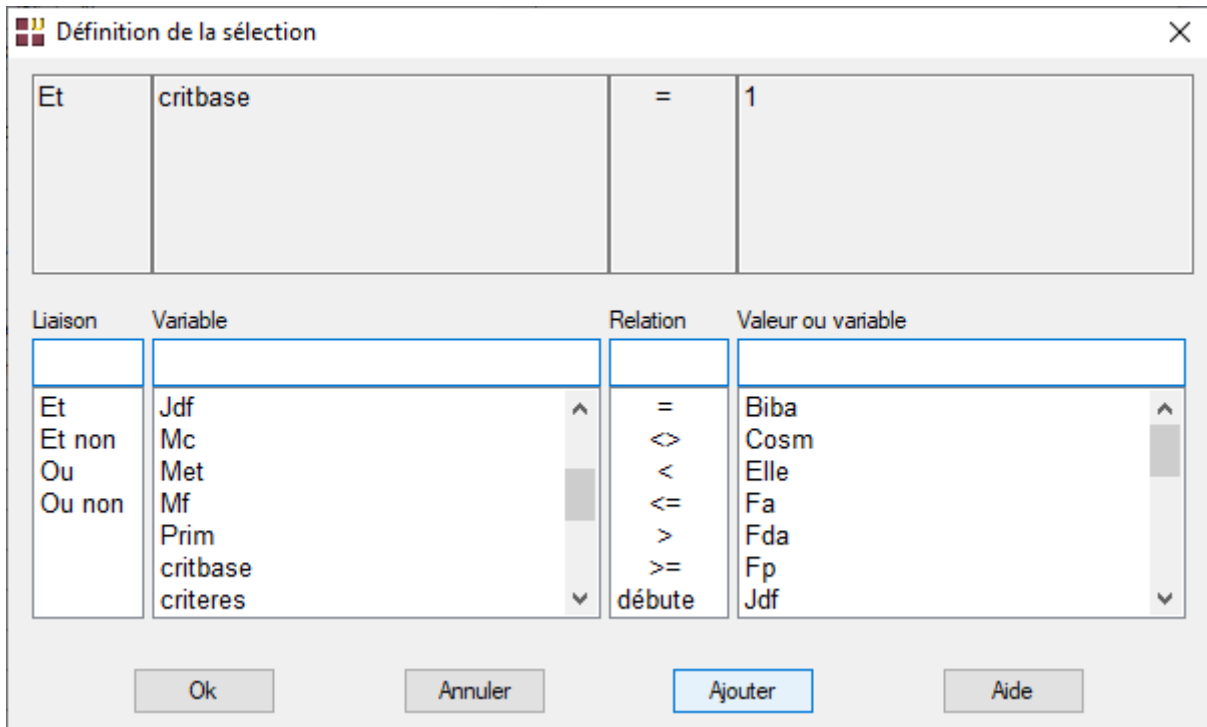 Définition de la sélection
Et critbase = 1
Liaison Variable Relation Valeur ou variable
Et Jdf = Biba
Et non Mc <> Cosm
Ou Met < Elle
Ou non Mf <= Fa
Prim > Fda
critbase >= Fp
criteres débute Jdf
Ok Annuler Ajouter Aide